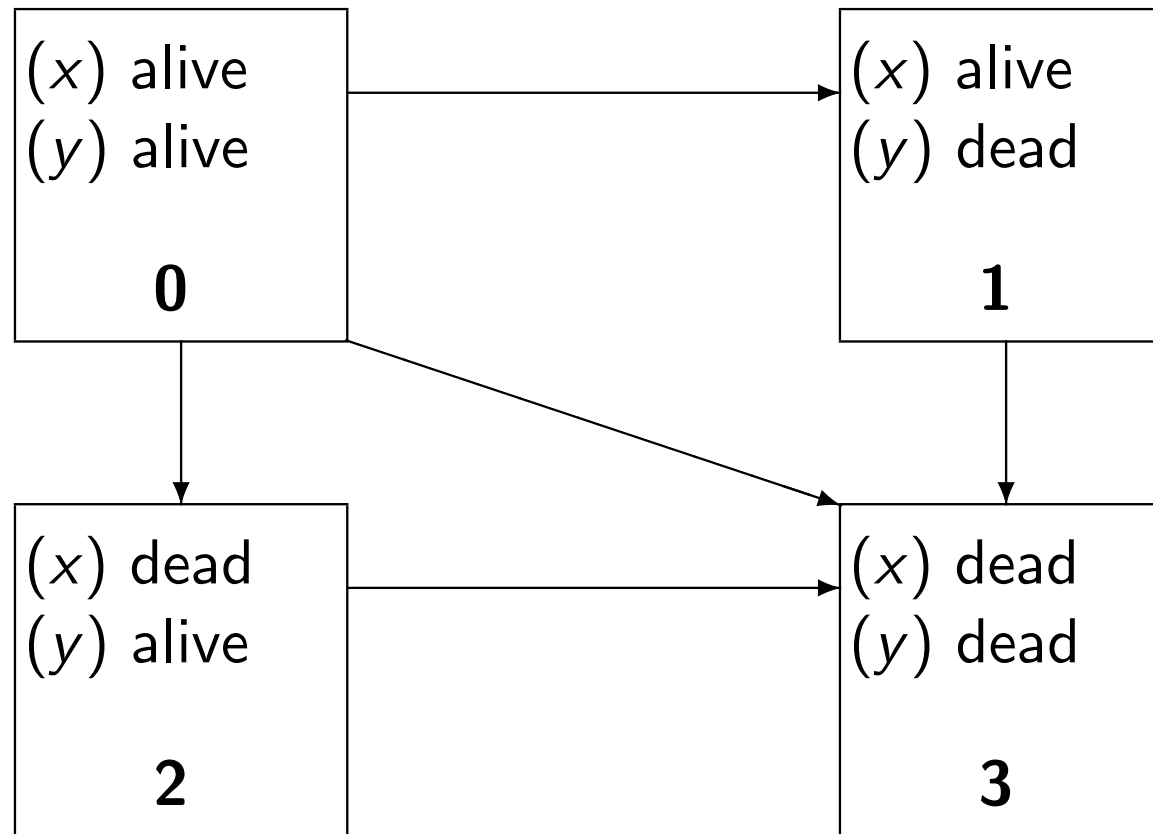 (x) alive
(y) alive
0
(x) alive
(y) dead
1
(x) dead
(y) alive
2
(x) dead
(y) dead
3